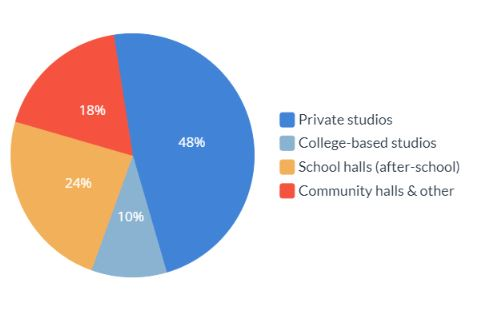 18%
48%
24%
10%
Private studios
College-based studios
School halls (after-school)
Community halls & other